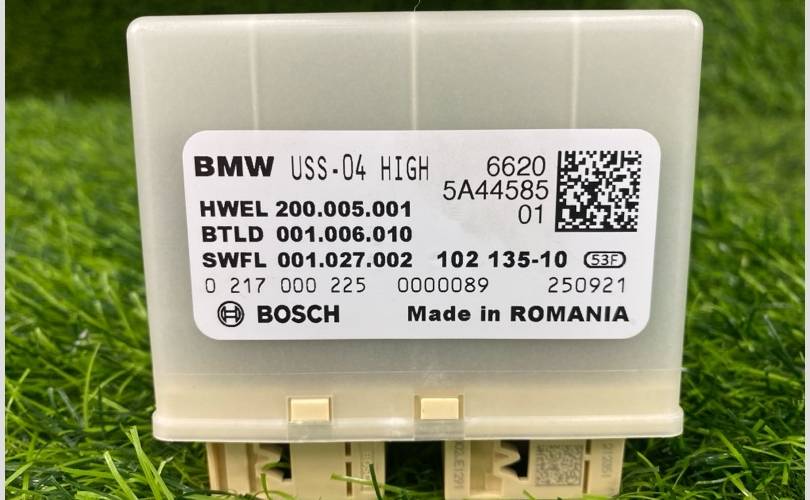 BMW USS-04 HIGH 6620
5A44585
HWEL 200.005.001 01
BTLD 001.006.010
SWFL 001.027.002 102 135-10 53F
0 217 000 225 0000089 250921
BOSCH Made in ROMANIA